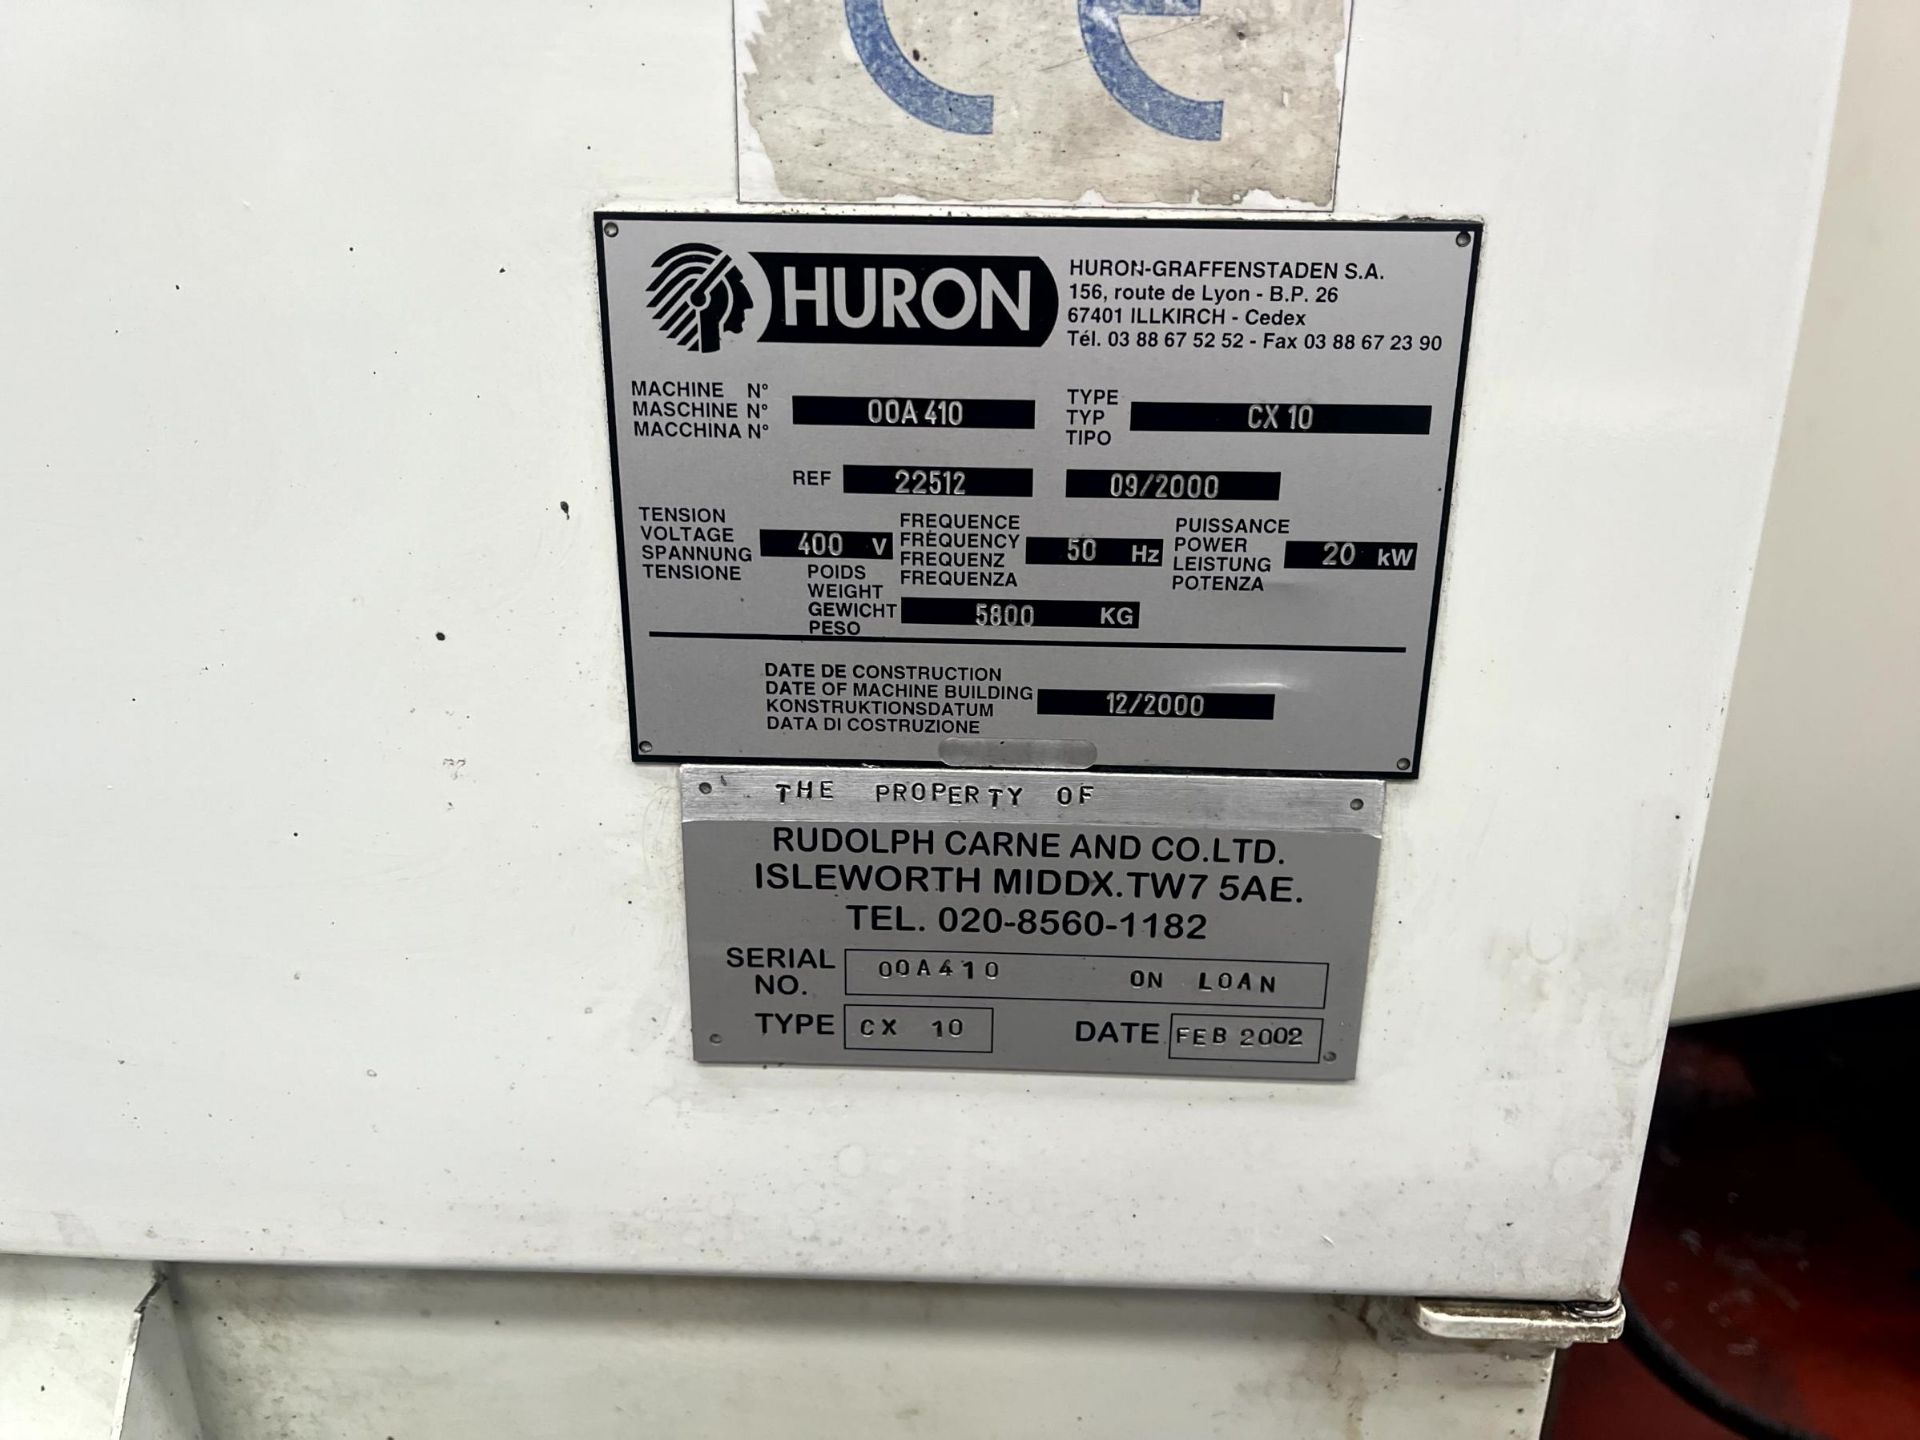 CE
HURON
HURON-GRAFFENSTADEN S.A.
156, route de Lyon - B.P. 26
67401 ILLKIRCH - Cedex
Tél. 03 88 67 52 52 - Fax 03 88 67 23 90
MACHINE N°
MASCHINE N°
MACCHINA N°
00A 410
TYPE
TYP
TIPO
CX 10
REF 22512 09/2000
TENSION
VOLTAGE
SPANNUNG
TENSIONE
400 V
FREQUENCE
FRÉQUENCY
FREQUENZ
FREQUENZA
50 Hz
PUISSANCE
POWER
LEISTUNG
POTENZA
20 kW
POIDS
WEIGHT
GEWICHT
PESO
5800 KG
DATE DE CONSTRUCTION
DATE OF MACHINE BUILDING
KONSTRUKTIONSDATUM
DATA DI COSTRUZIONE
12/2000
THE PROPERTY OF
RUDOLPH CARNE AND CO.LTD.
ISLEWORTH MIDDX.TW7 5AE.
TEL. 020-8560-1182
SERIAL
NO.
00A410 ON LOAN
TYPE CX 10 DATE FEB 2002